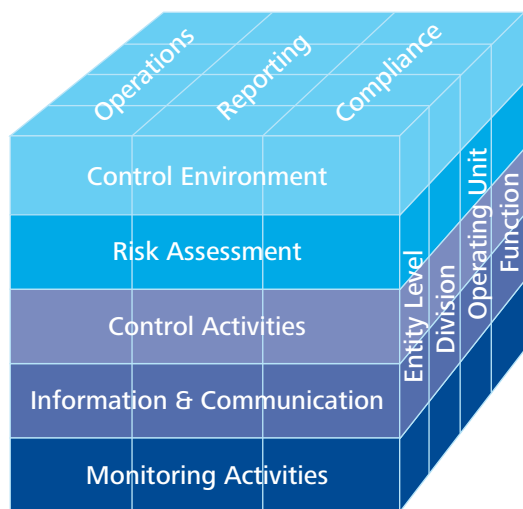 Operations
Reporting
Compliance
Control Environment
Risk Assessment
Control Activities
Information & Communication
Monitoring Activities
Entity Level
Division
Operating Unit
Function